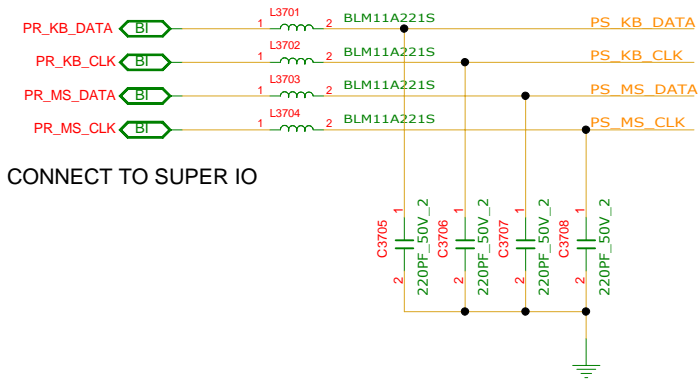 L3701
PR_KB_DATA BI 1 2 BLM11A221S PS_KB_DATA
L3702
PR_KB_CLK BI 1 2 BLM11A221S PS_KB_CLK
L3703
PR_MS_DATA BI 1 2 BLM11A221S PS_MS_DATA
L3704
PR_MS_CLK BI 1 2 BLM11A221S PS_MS_CLK
CONNECT TO SUPER IO
1 C3705 2 220PF_50V_2
1 C3706 2 220PF_50V_2
1 C3707 2 220PF_50V_2
1 C3708 2 220PF_50V_2